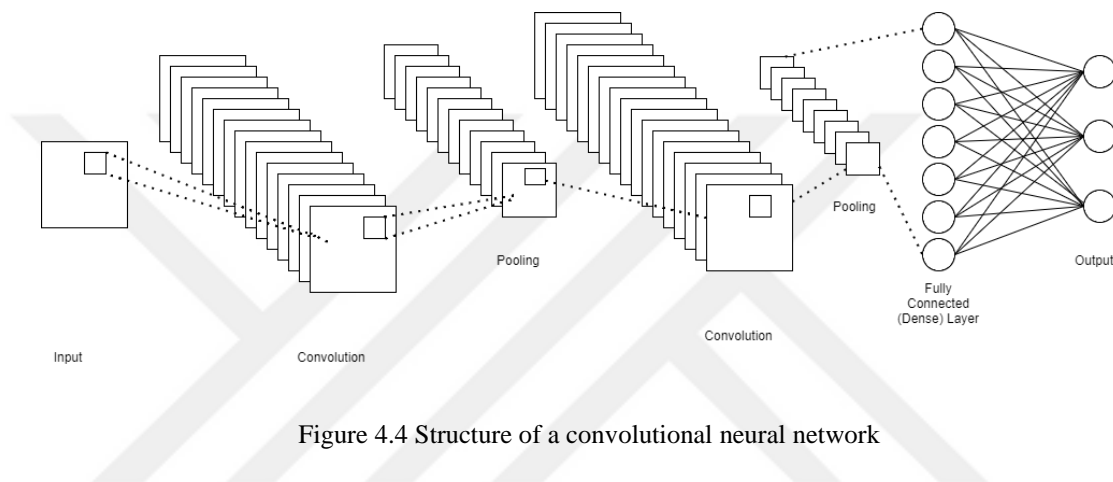 Input
Convolution
Pooling
Convolution
Pooling
Fully
Connected
(Dense) Layer
Output
Figure 4.4 Structure of a convolutional neural network